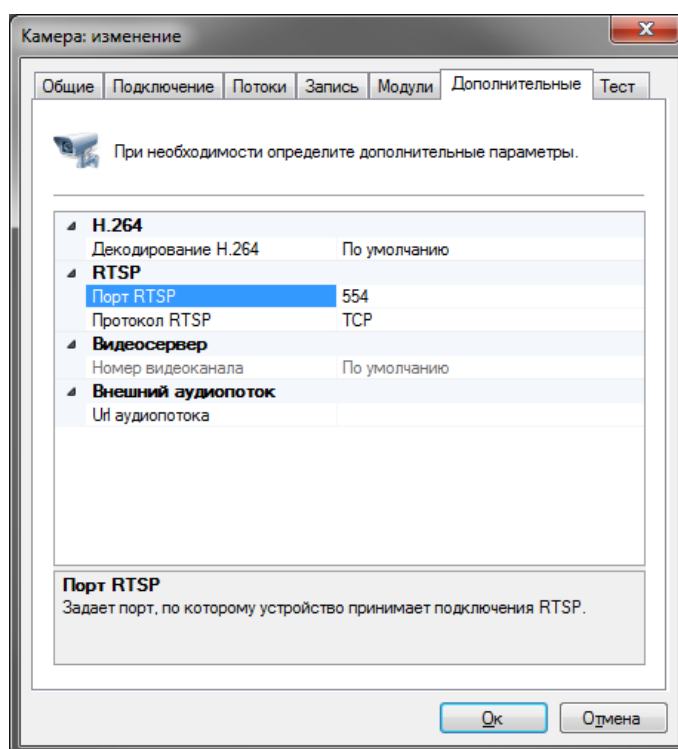 Камера: изменение
Общие Подключение Потоки Запись Модули Дополнительные Тест
При необходимости определите дополнительные параметры.
H.264
Декодирование H.264 По умолчанию
RTSP
Порт RTSP 554
Протокол RTSP TCP
Видеосервер
Номер видеоканала По умолчанию
Внешний аудиопоток
Url аудиопотока
Порт RTSP
Задает порт, по которому устройство принимает подключения RTSP.
Ок Отмена